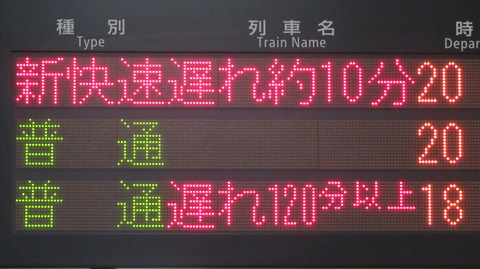 種別 列車名 時
Type Train Name Depar
新快速遅れ約10分20
普通 20
普通遅れ120分以上18